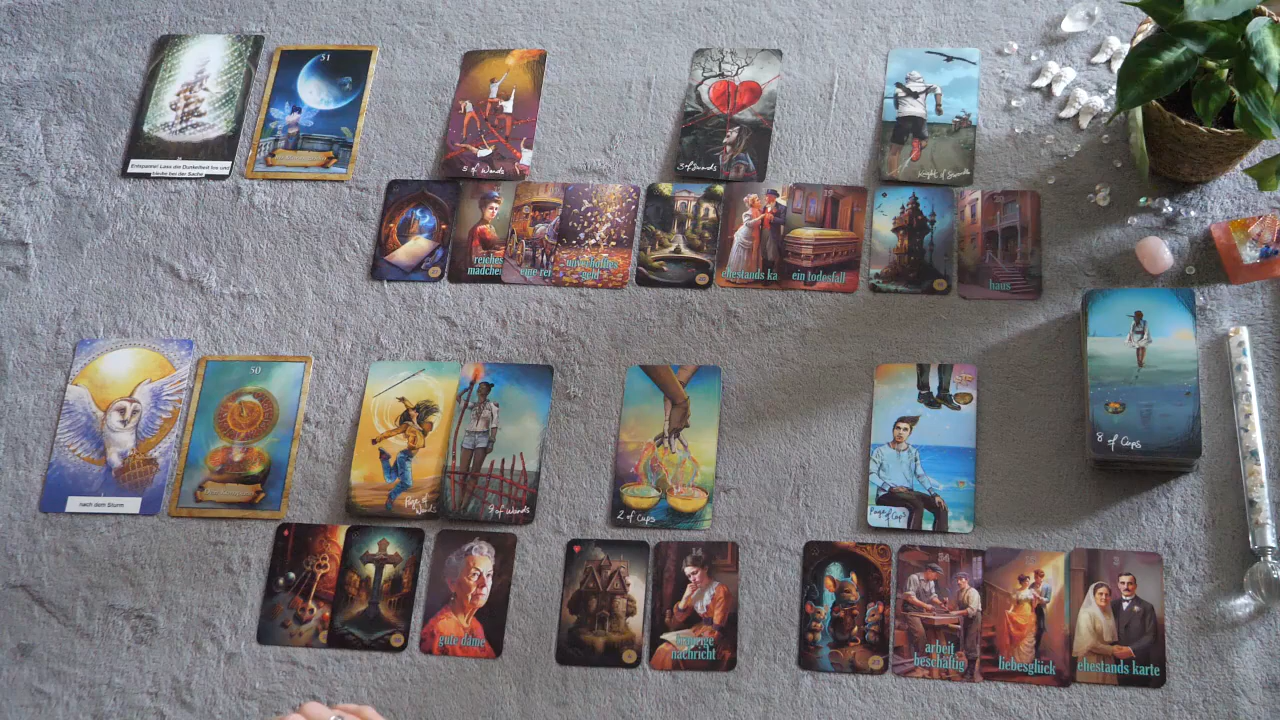 51
Entspanne! Lass die Dunkelheit los und
bleibe bei der Sache
5 of Wands
3 of Swords
Knight of Swords
reiches
mädchen
eine rei
unverhofftes
geld
ehestands ka
ein todesfall
haus
50
nach dem Sturm
Page of
Wands
9 of Wands
2 of Cups
Page of Cups
8 of Cups
gute dame
14
traurige
nachricht
34
arbeit
beschäftig
liebesglück
ehestands karte